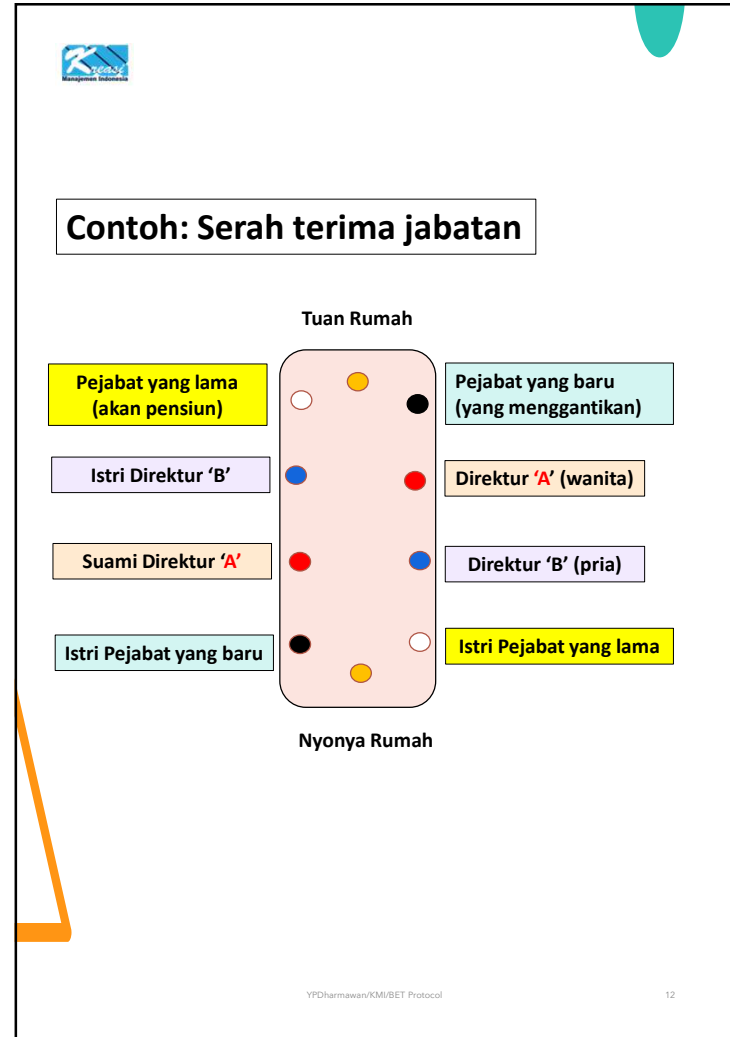 Kreasi
Manajemen Indonesia
Contoh: Serah terima jabatan
Tuan Rumah
Pejabat yang lama
(akan pensiun)
Pejabat yang baru
(yang menggantikan)
Istri Direktur ‘B’
Direktur ‘A’ (wanita)
Suami Direktur ‘A’
Direktur ‘B’ (pria)
Istri Pejabat yang baru
Istri Pejabat yang lama
Nyonya Rumah
YPDharmawan/KMI/BET Protocol
12